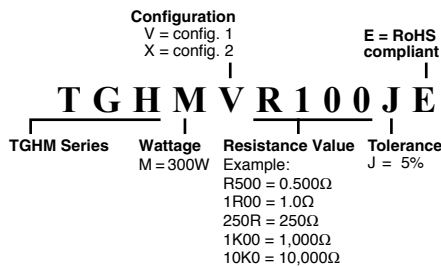 Configuration
V = config. 1
X = config. 2
E = RoHS
compliant
T G H M V R 1 0 0 J E
TGHM Series
Wattage
M = 300W
Resistance Value
Example:
R500 = 0.500Ω
1R00 = 1.0Ω
250R = 250Ω
1K00 = 1,000Ω
10K0 = 10,000Ω
Tolerance
J = 5%